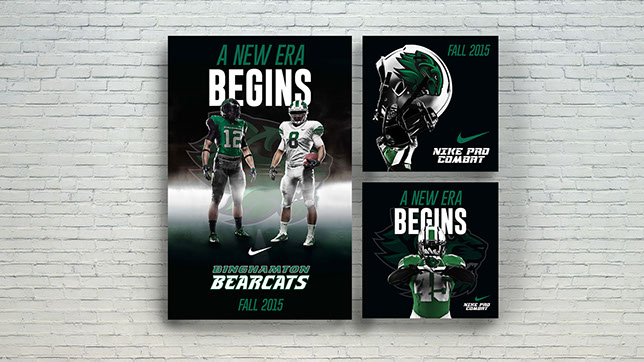 A NEW ERA
BEGINS
12
8
BINGHAMTON
BEARCATS
FALL 2015
FALL 2015
NIKE PRO
COMBAT
A NEW ERA
BEGINS
NIKE PRO
COMBAT